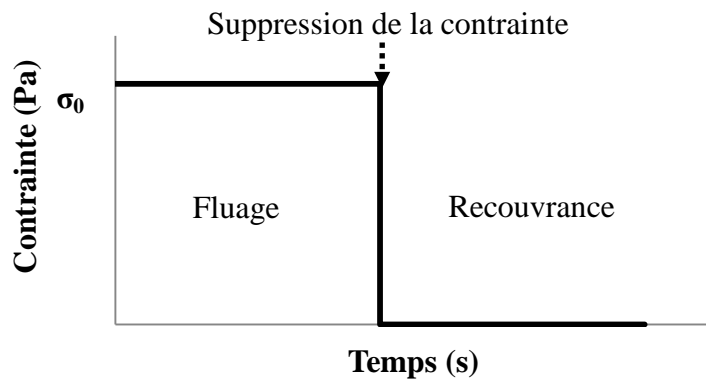 Suppression de la contrainte
Contrainte (Pa)
σ0
Fluage
Recouvrance
Temps (s)